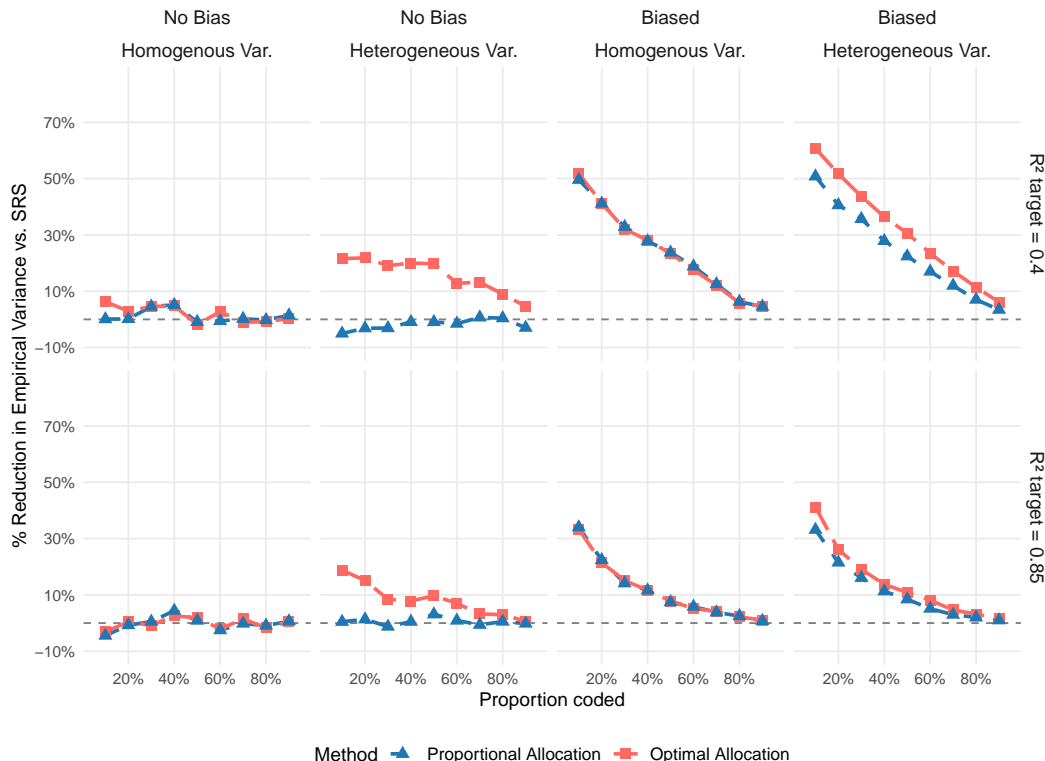 No Bias No Bias Biased Biased
Homogenous Var. Heterogeneous Var. Homogenous Var. Heterogeneous Var.
% Reduction in Empirical Variance vs. SRS
70%
50%
30%
10%
−10%
R² target = 0.4
70%
50%
30%
10%
−10%
R² target = 0.85
20% 40% 60% 80% 20% 40% 60% 80% 20% 40% 60% 80% 20% 40% 60% 80%
Proportion coded
Method Proportional Allocation Optimal Allocation